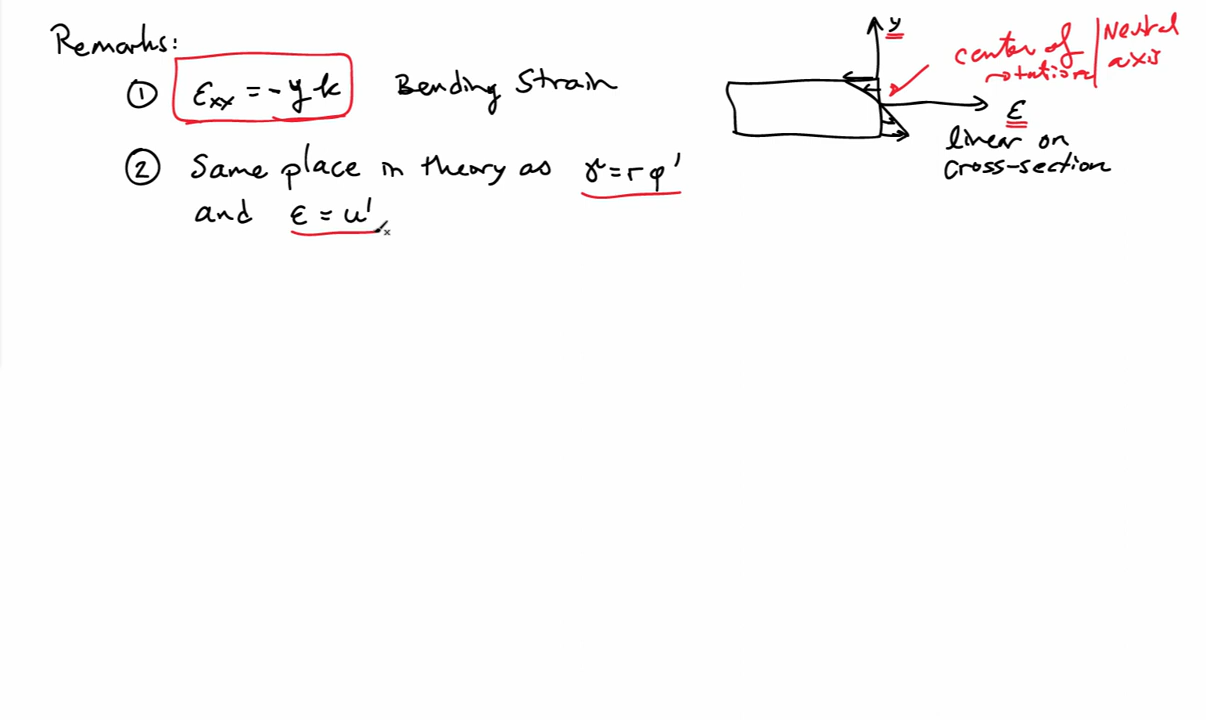 Remarks:
① εxx = -yk Bending Strain
② Same place in theory as γ = rφ'
and ε = u'
y
center of rotation | Neutral axis
ε
linear on
cross-section